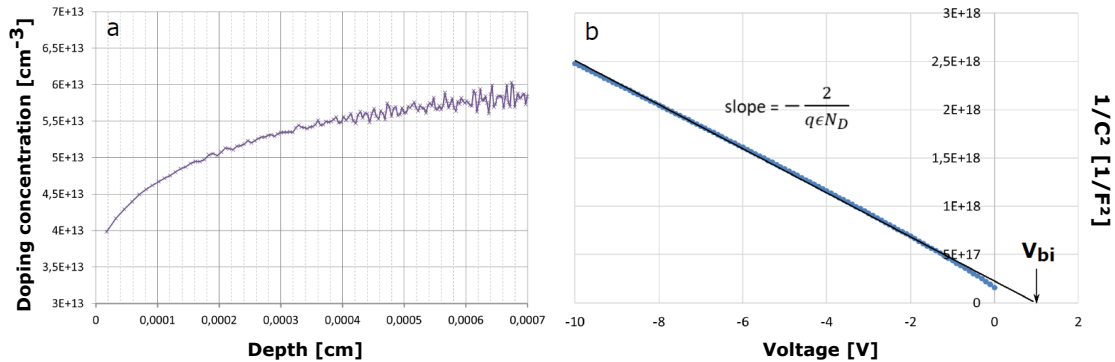 a
Doping concentration [cm⁻³]
7E+13
6,5E+13
6E+13
5,5E+13
5E+13
4,5E+13
4E+13
3,5E+13
3E+13
0 0,0001 0,0002 0,0003 0,0004 0,0005 0,0006 0,0007
Depth [cm]
b
slope = − 2 / qϵN_D
3E+18
2,5E+18
2E+18
1,5E+18
1E+18
5E+17
0
V_bi
1/C² [1/F²]
-10 -8 -6 -4 -2 0 2
Voltage [V]